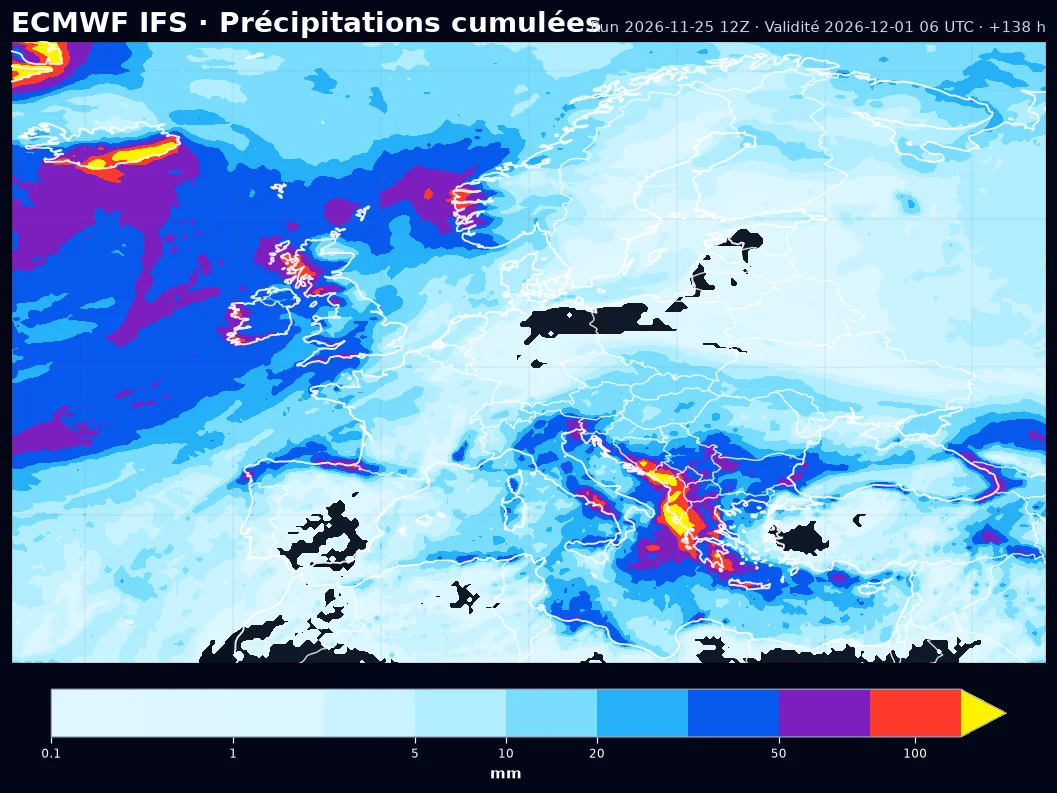 ECMWF IFS · Précipitations cumulées
Run 2026-11-25 12Z · Validité 2026-12-01 06 UTC · +138 h
0.1 1 5 10 20 50 100
mm